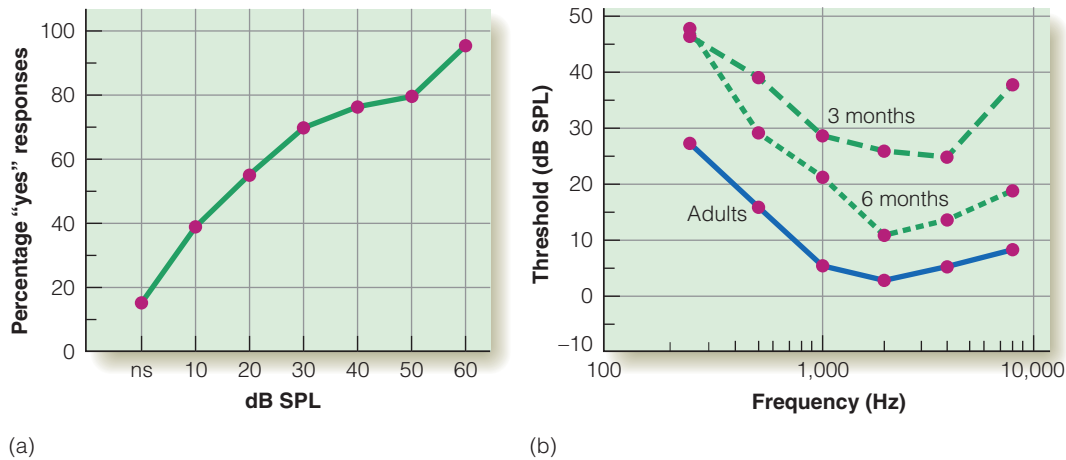 Percentage “yes” responses
100
80
60
40
20
0
ns 10 20 30 40 50 60
dB SPL
(a)
Threshold (dB SPL)
50
40
30
20
10
0
–10
3 months
6 months
Adults
100 1,000 10,000
Frequency (Hz)
(b)